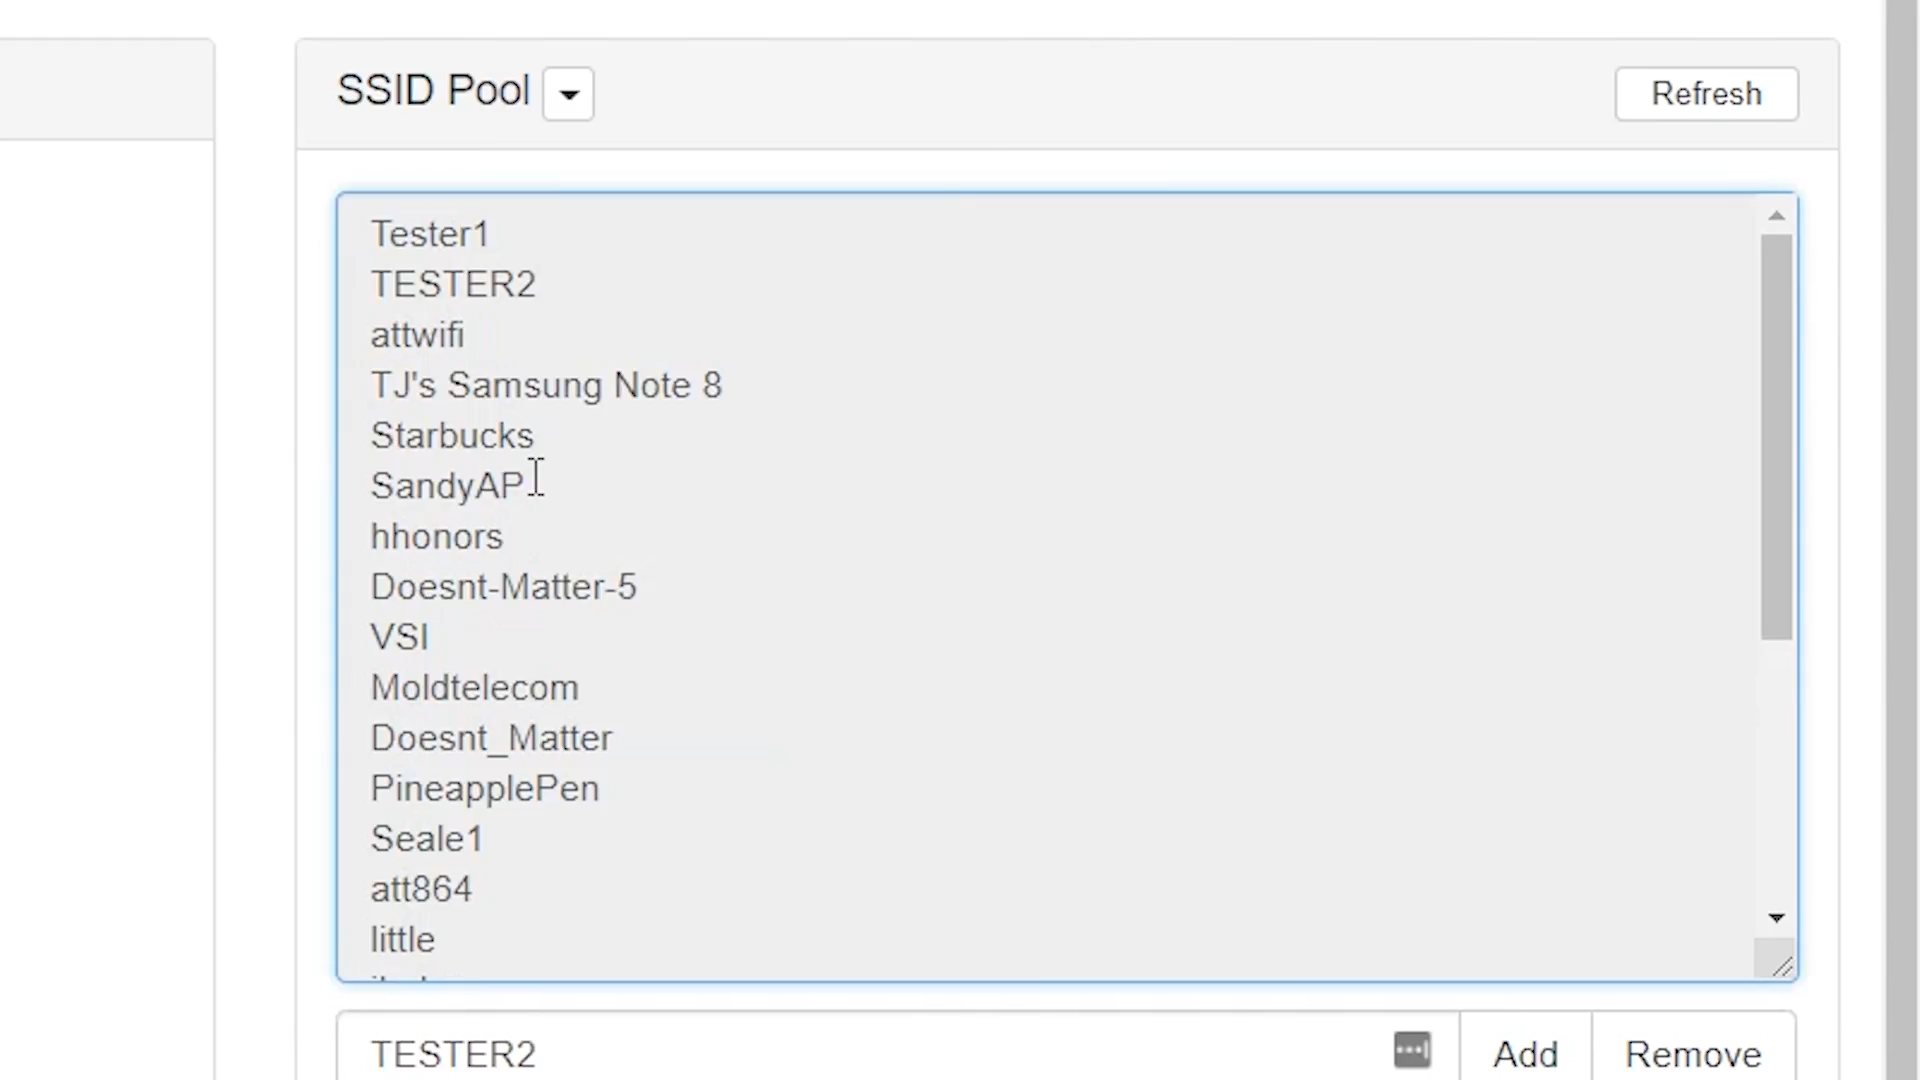 SSID Pool
Refresh
Tester1
TESTER2
attwifi
TJ's Samsung Note 8
Starbucks
SandyAP
hhonors
Doesnt-Matter-5
VSI
Moldtelecom
Doesnt_Matter
PineapplePen
Seale1
att864
little
TESTER2
Add
Remove